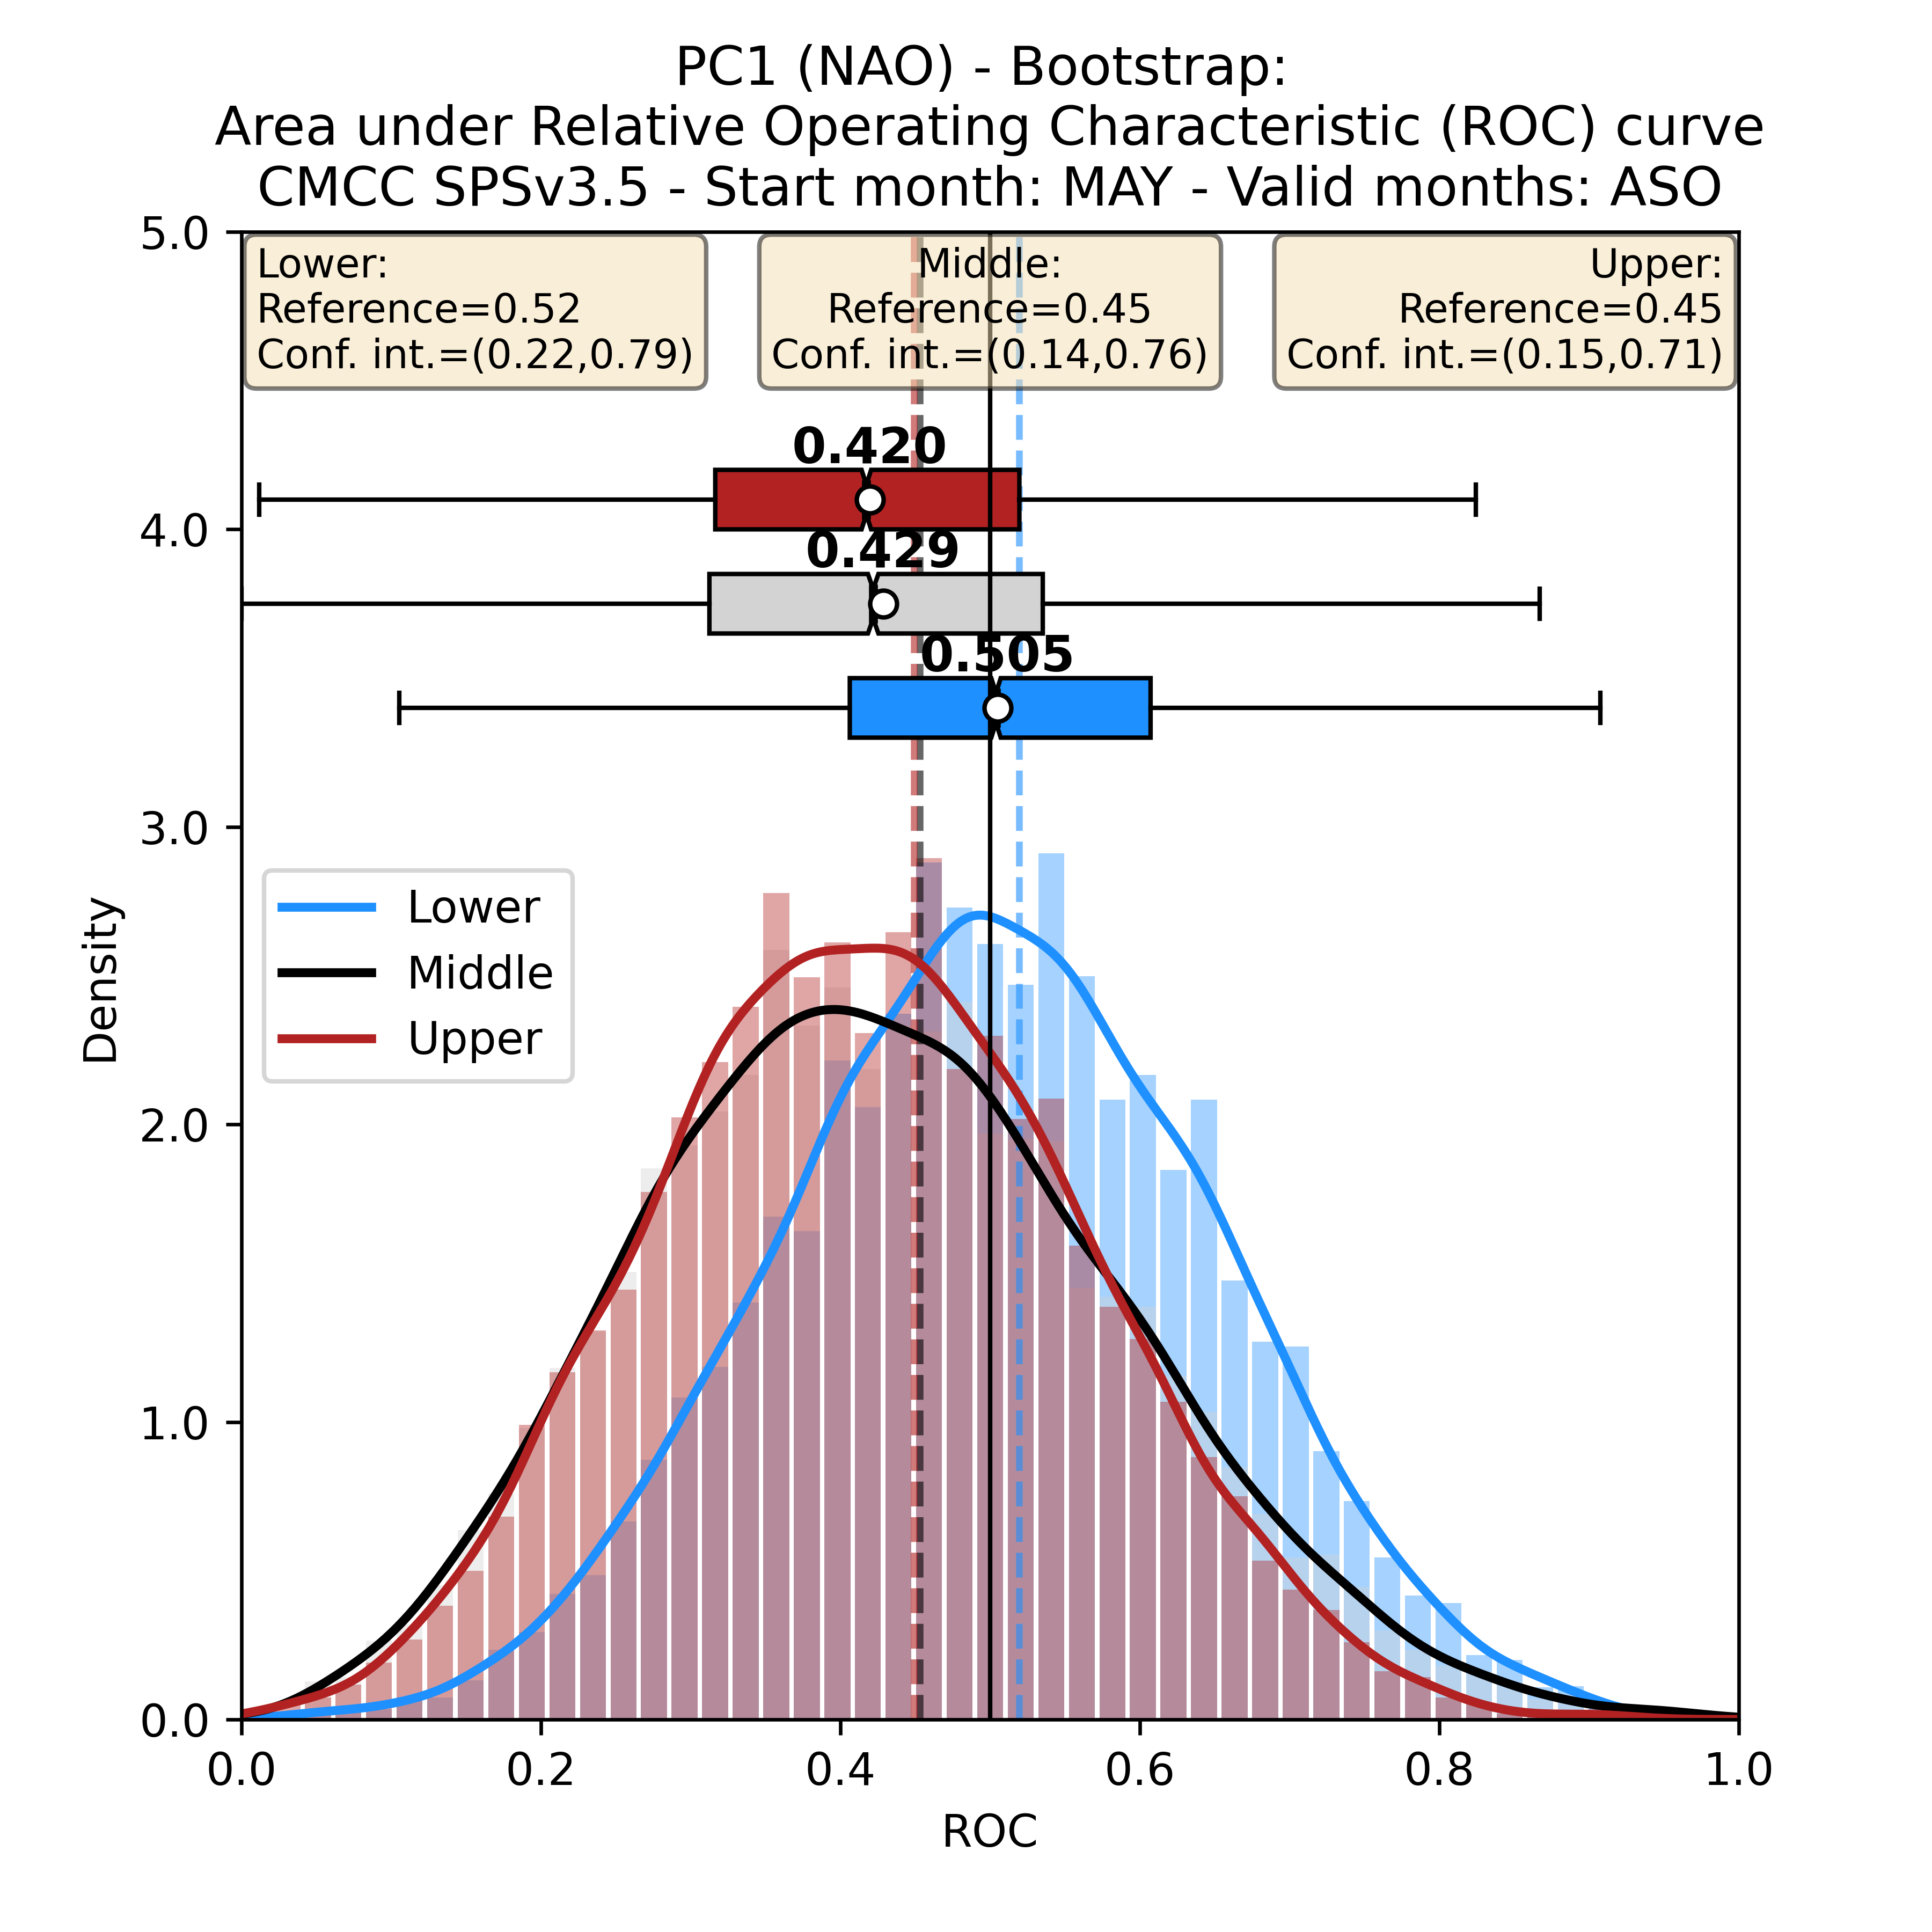 PC1 (NAO) - Bootstrap:
Area under Relative Operating Characteristic (ROC) curve
CMCC SPSv3.5 - Start month: MAY - Valid months: ASO
5.0
Lower:
Reference=0.52
Conf. int.=(0.22,0.79)
Middle:
Reference=0.45
Conf. int.=(0.14,0.76)
Upper:
Reference=0.45
Conf. int.=(0.15,0.71)
0.420
4.0
0.429
0.505
3.0
Lower
Middle
Upper
Density
2.0
1.0
0.0
0.0
0.2
0.4
0.6
0.8
1.0
ROC